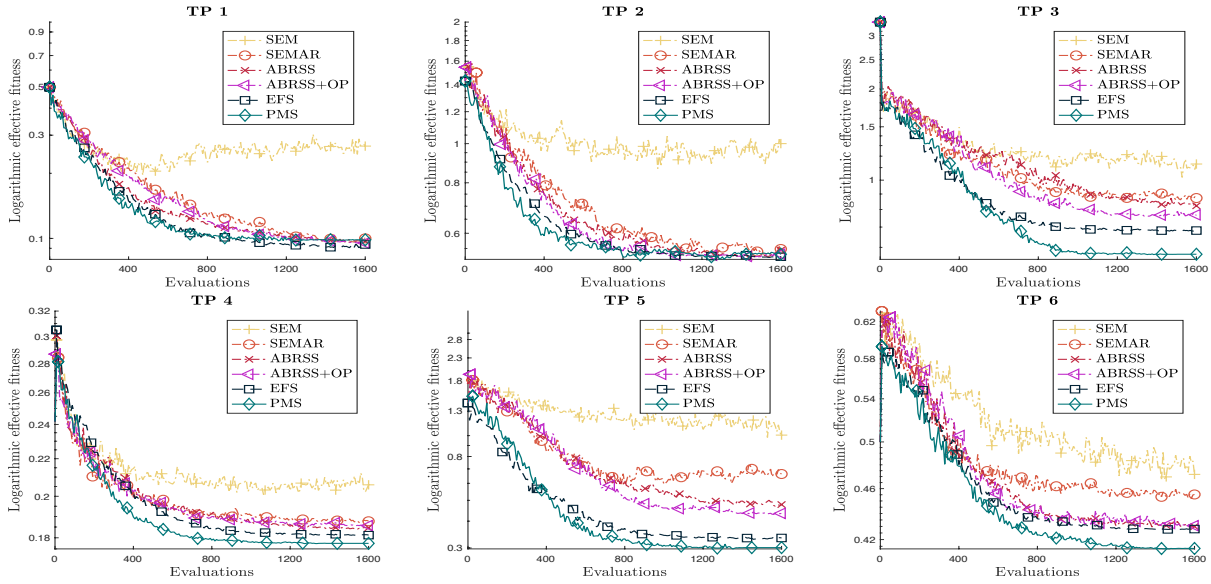 TP 1
Logarithmic effective fitness
0.9
0.5
0.3
0.1
0
400
800
1200
1600
Evaluations
SEM
SEMAR
ABRSS
ABRSS+OP
EFS
PMS
TP 2
Logarithmic effective fitness
2
1.8
1.6
1.4
1.2
1
0.8
0.6
0
400
800
1200
1600
Evaluations
SEM
SEMAR
ABRSS
ABRSS+OP
EFS
PMS
TP 3
Logarithmic effective fitness
3
2.5
2
1.5
1
0
400
800
1200
1600
Evaluations
SEM
SEMAR
ABRSS
ABRSS+OP
EFS
PMS
TP 4
Logarithmic effective fitness
0.32
0.3
0.28
0.26
0.24
0.22
0.2
0.18
0
400
800
1200
1600
Evaluations
SEM
SEMAR
ABRSS
ABRSS+OP
EFS
PMS
TP 5
Logarithmic effective fitness
2.8
2.3
1.8
1.3
0.8
0.3
0
400
800
1200
1600
Evaluations
SEM
SEMAR
ABRSS
ABRSS+OP
EFS
PMS
TP 6
Logarithmic effective fitness
0.62
0.58
0.54
0.5
0.46
0.42
0
400
800
1200
1600
Evaluations
SEM
SEMAR
ABRSS
ABRSS+OP
EFS
PMS